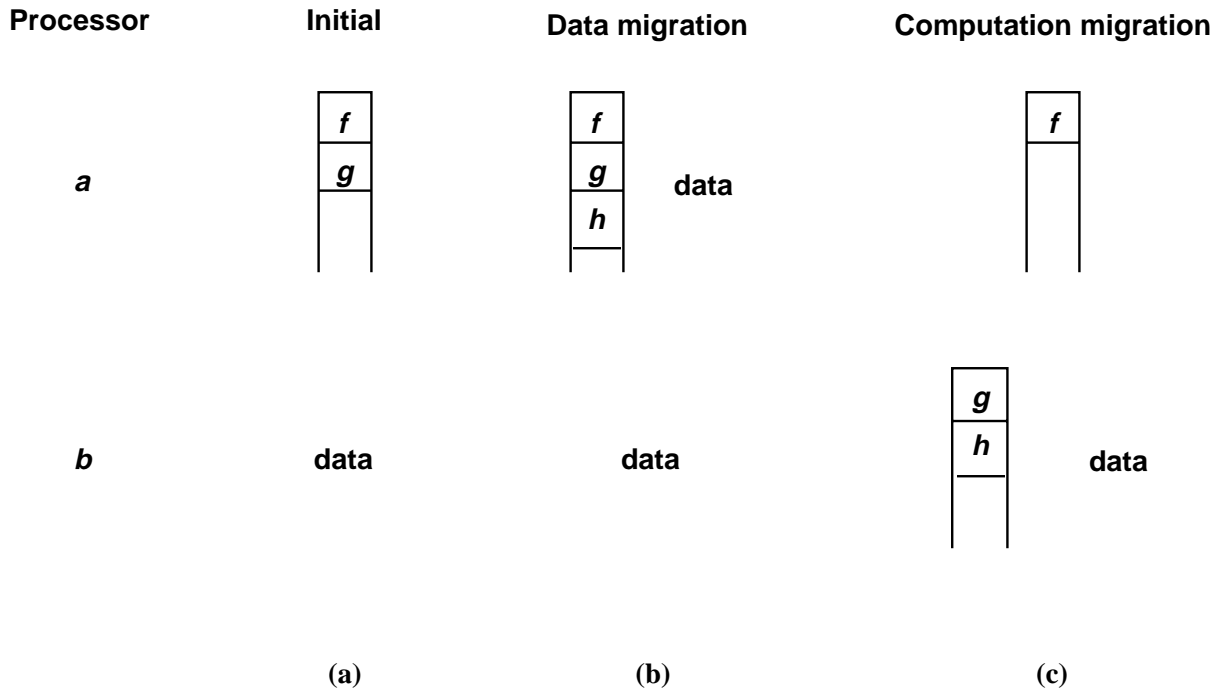 Processor Initial Data migration Computation migration
f f f
g g
a data
h
g
h
b data data data
(a) (b) (c)